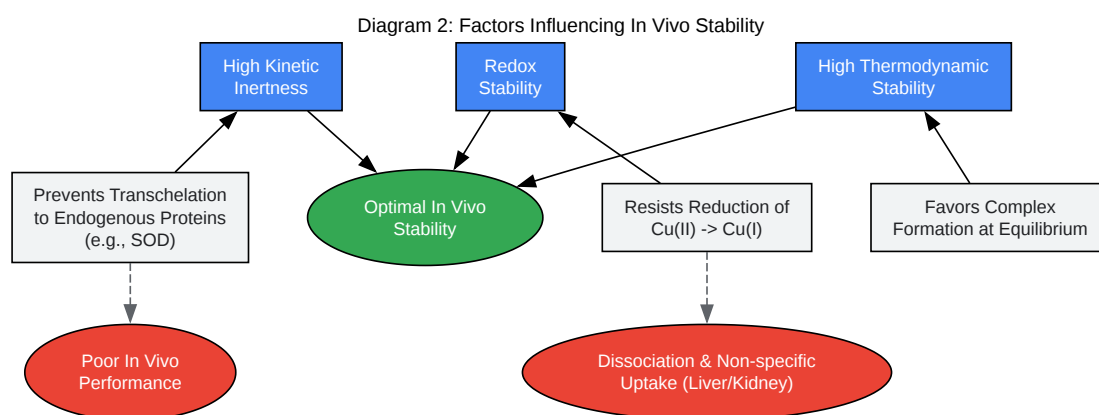 Diagram 2: Factors Influencing In Vivo Stability
High Kinetic
Inertness
Redox
Stability
High Thermodynamic
Stability
Prevents Transchelation
to Endogenous Proteins
(e.g., SOD)
Optimal In Vivo
Stability
Resists Reduction of
Cu(II) -> Cu(I)
Favors Complex
Formation at Equilibrium
Poor In Vivo
Performance
Dissociation & Non-specific
Uptake (Liver/Kidney)